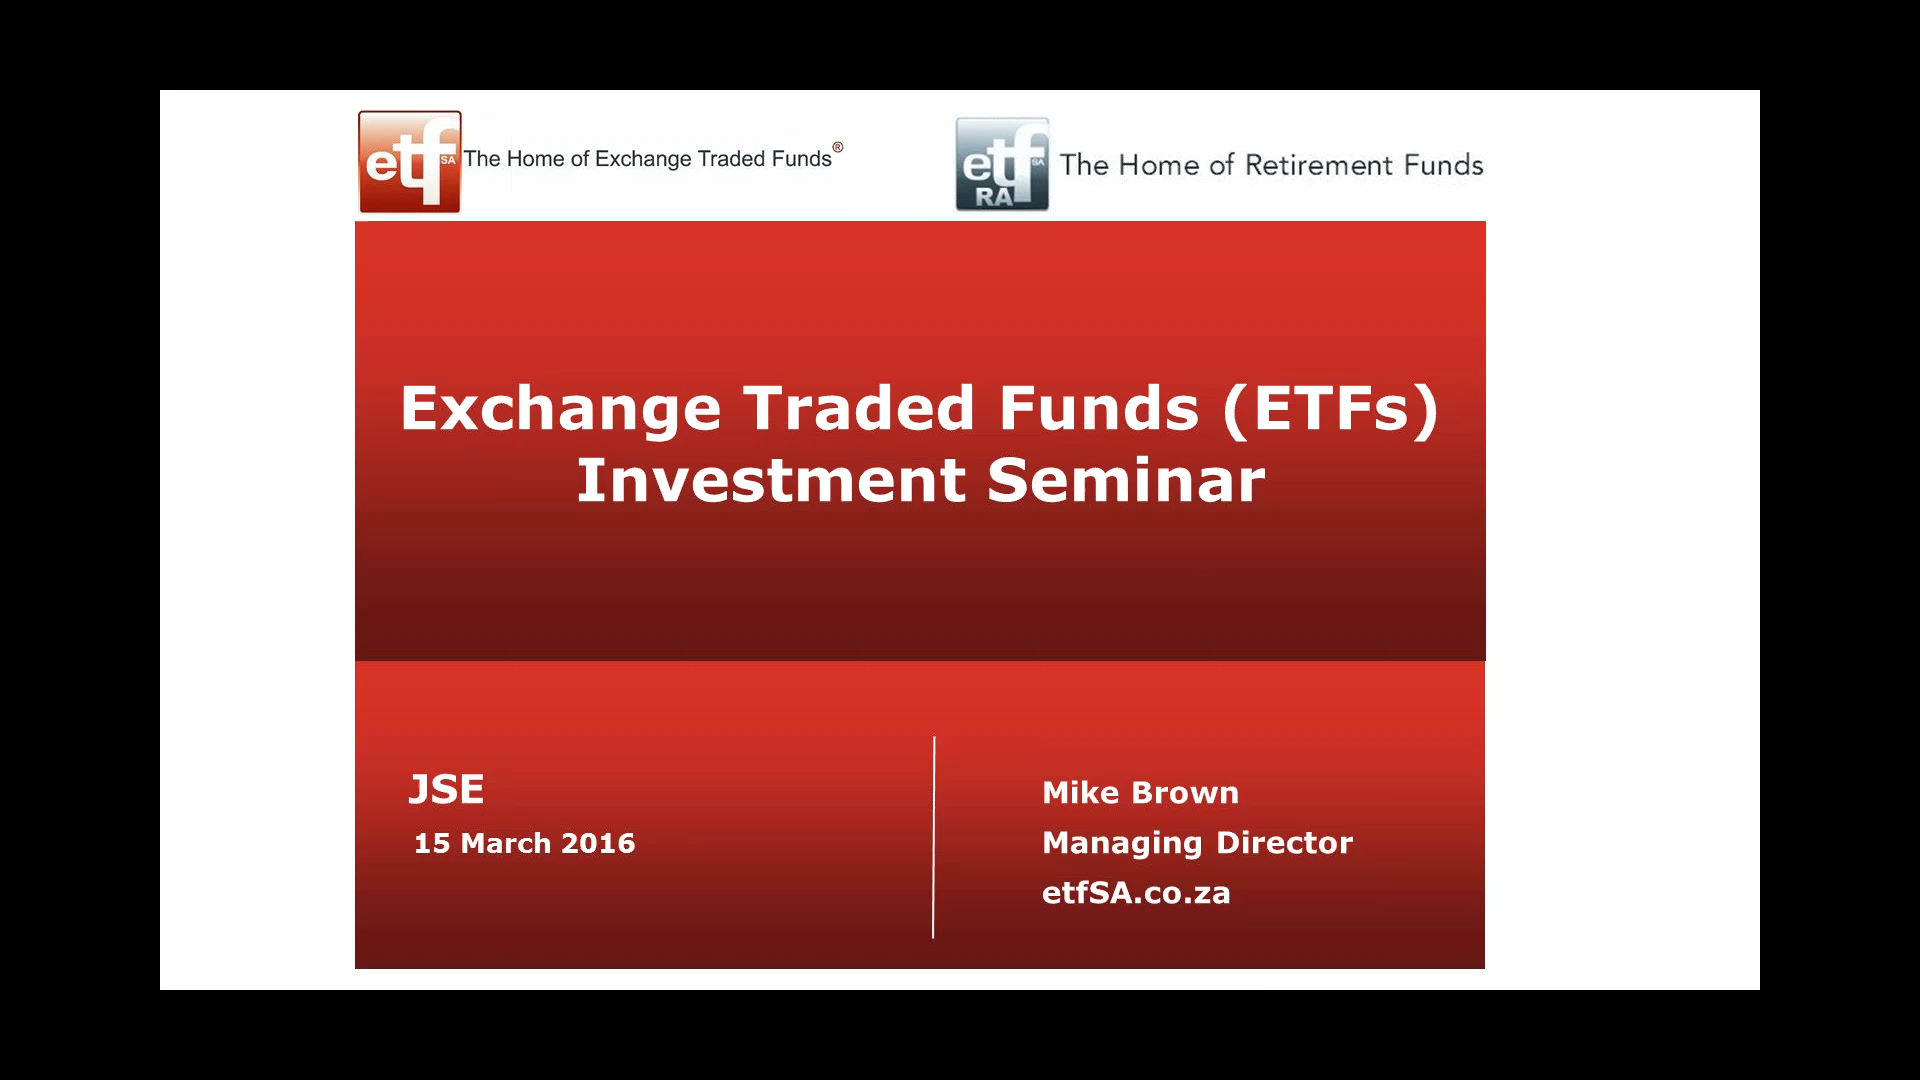 etf SA The Home of Exchange Traded Funds®
etf SA RA The Home of Retirement Funds
Exchange Traded Funds (ETFs)
Investment Seminar
JSE
15 March 2016
Mike Brown
Managing Director
etfSA.co.za